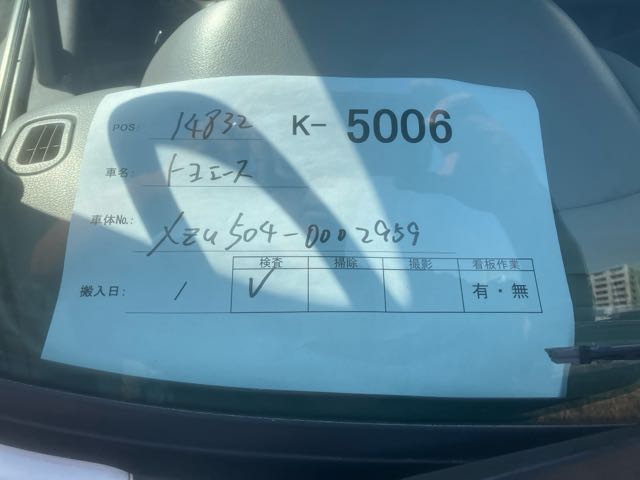 POS: 14832 K- 5006
車名: トヨエース
車体No.: XZU504-0002959
検査 掃除 撮影 看板作業
搬入日: / ✓ 有・無